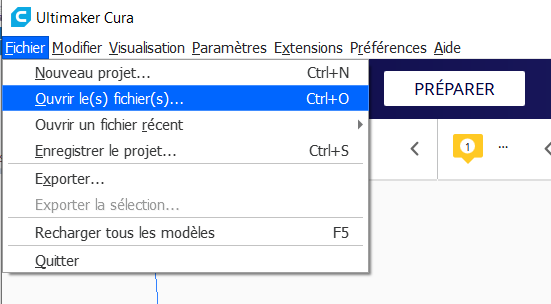 Ultimaker Cura
Fichier Modifier Visualisation Paramètres Extensions Préférences Aide
Nouveau projet... Ctrl+N
PRÉPARER
Ouvrir le(s) fichier(s)... Ctrl+O
Ouvrir un fichier récent
Enregistrer le projet... Ctrl+S
1 ...
Exporter...
Exporter la sélection...
Recharger tous les modèles F5
Quitter